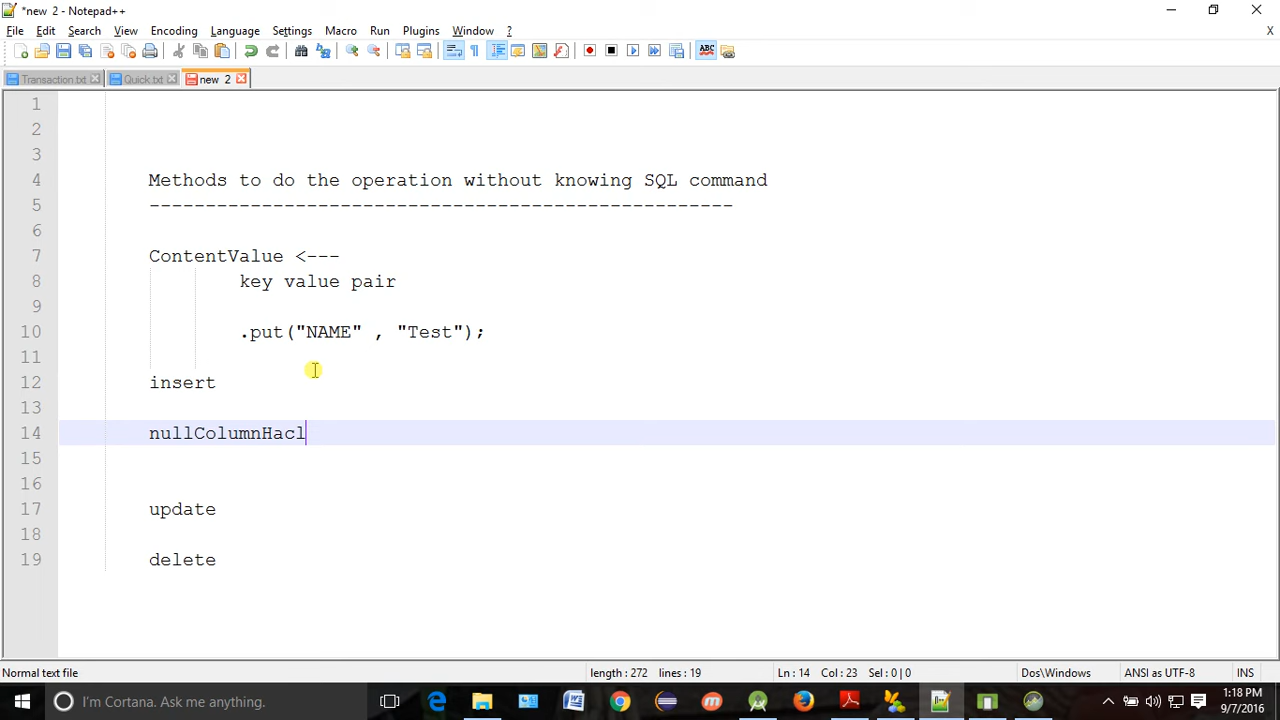 *new 2 - Notepad++
File Edit Search View Encoding Language Settings Macro Run Plugins Window ? X
ABC
Transaction.txt Quick.txt new 2
1
2
3
4 Methods to do the operation without knowing SQL command
5 ----------------------------------------------------
6
7 ContentValue <---
8 key value pair
9
10 .put("NAME" , "Test");
11
12 insert
13
14 nullColumnHacl
15
16
17 update
18
19 delete
Normal text file length : 272 lines : 19 Ln : 14 Col : 23 Sel : 0 | 0 Dos\Windows ANSI as UTF-8 INS
I'm Cortana. Ask me anything. 1:18 PM
9/7/2016